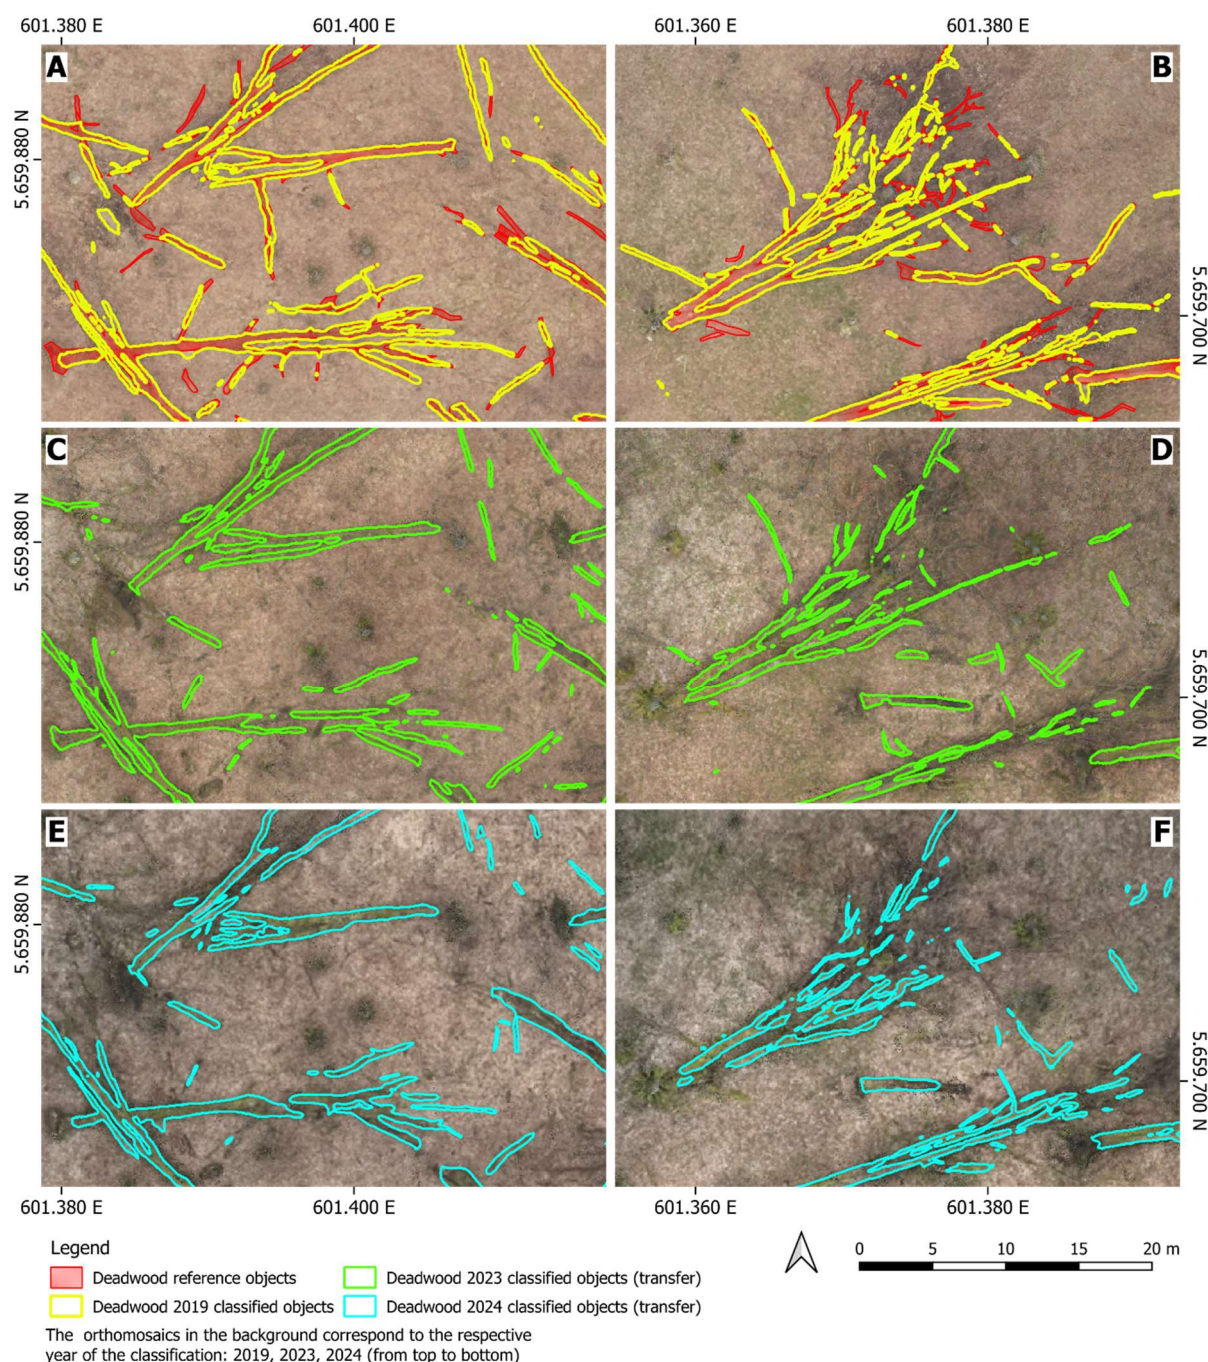 601.380 E 601.400 E 601.360 E 601.380 E
A B
5.659.880 N
5.659.700 N
C D
5.659.880 N
5.659.700 N
E F
5.659.880 N
5.659.700 N
601.380 E 601.400 E 601.360 E 601.380 E
Legend
Deadwood reference objects
Deadwood 2019 classified objects
Deadwood 2023 classified objects (transfer)
Deadwood 2024 classified objects (transfer)
0 5 10 15 20 m
The orthomosaics in the background correspond to the respective
year of the classification: 2019, 2023, 2024 (from top to bottom)